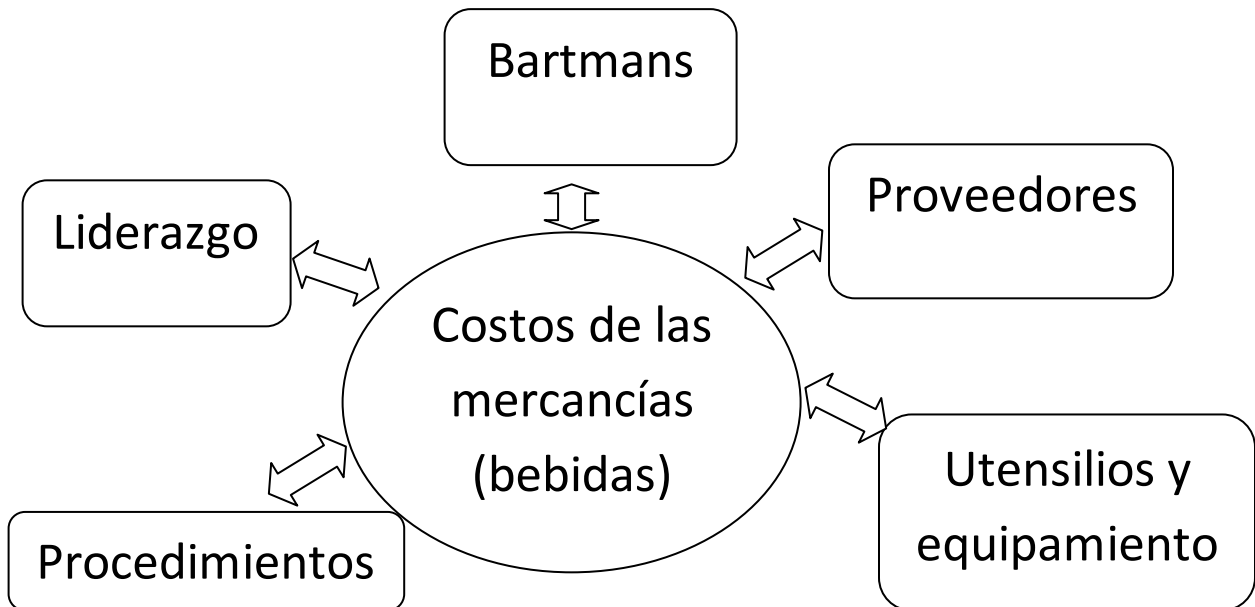 Bartmans
Proveedores
Liderazgo
Costos de las
mercancías
(bebidas)
Utensilios y
equipamiento
Procedimientos